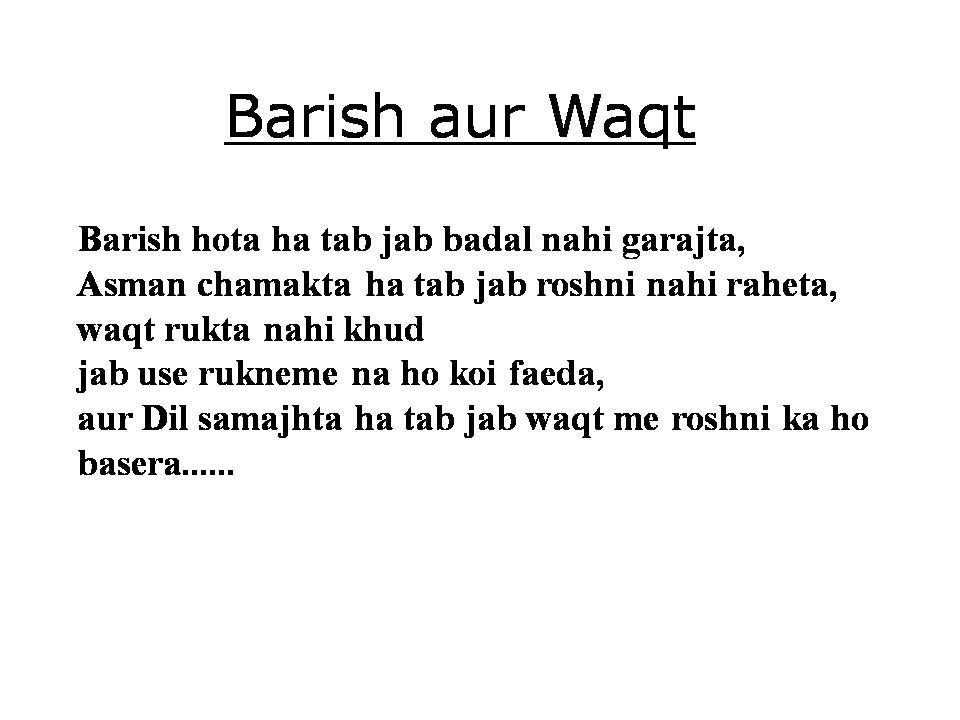 Barish aur Waqt
Barish hota ha tab jab badal nahi garajta,
Asman chamakta ha tab jab roshni nahi raheta,
waqt rukta nahi khud
jab use rukneme na ho koi faeda,
aur Dil samajhta ha tab jab waqt me roshni ka ho
basera......